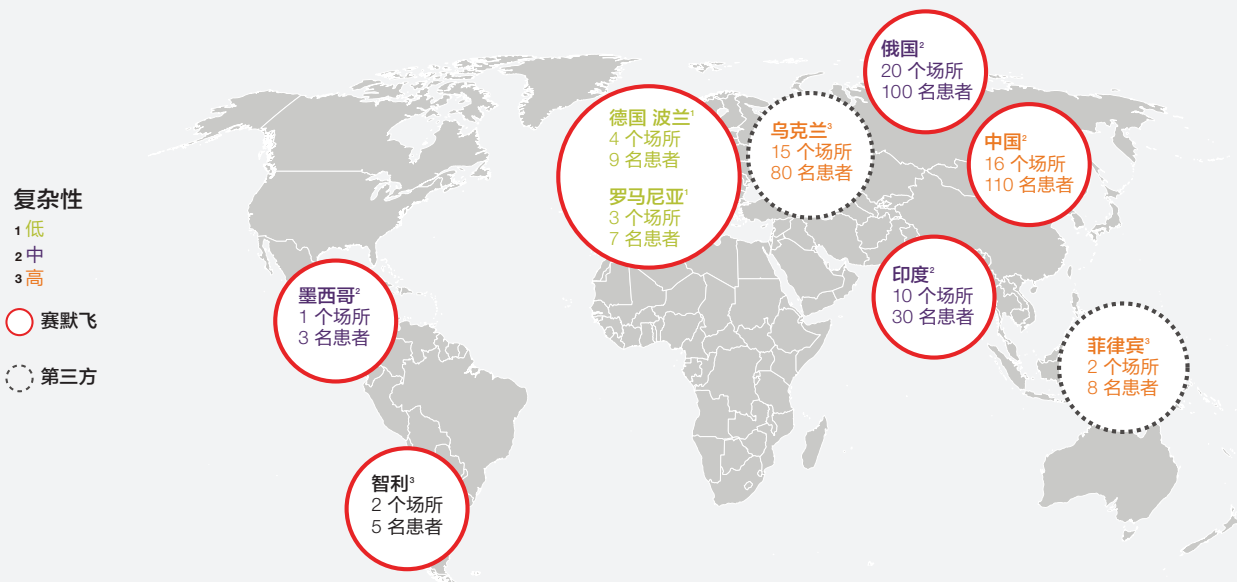 复杂性
1 低
2 中
3 高
赛默飞
第三方
墨西哥²
1 个场所
3 名患者
智利³
2 个场所
5 名患者
德国 波兰¹
4 个场所
9 名患者
罗马尼亚¹
3 个场所
7 名患者
乌克兰³
15 个场所
80 名患者
俄国²
20 个场所
100 名患者
中国²
16 个场所
110 名患者
印度²
10 个场所
30 名患者
菲律宾³
2 个场所
8 名患者